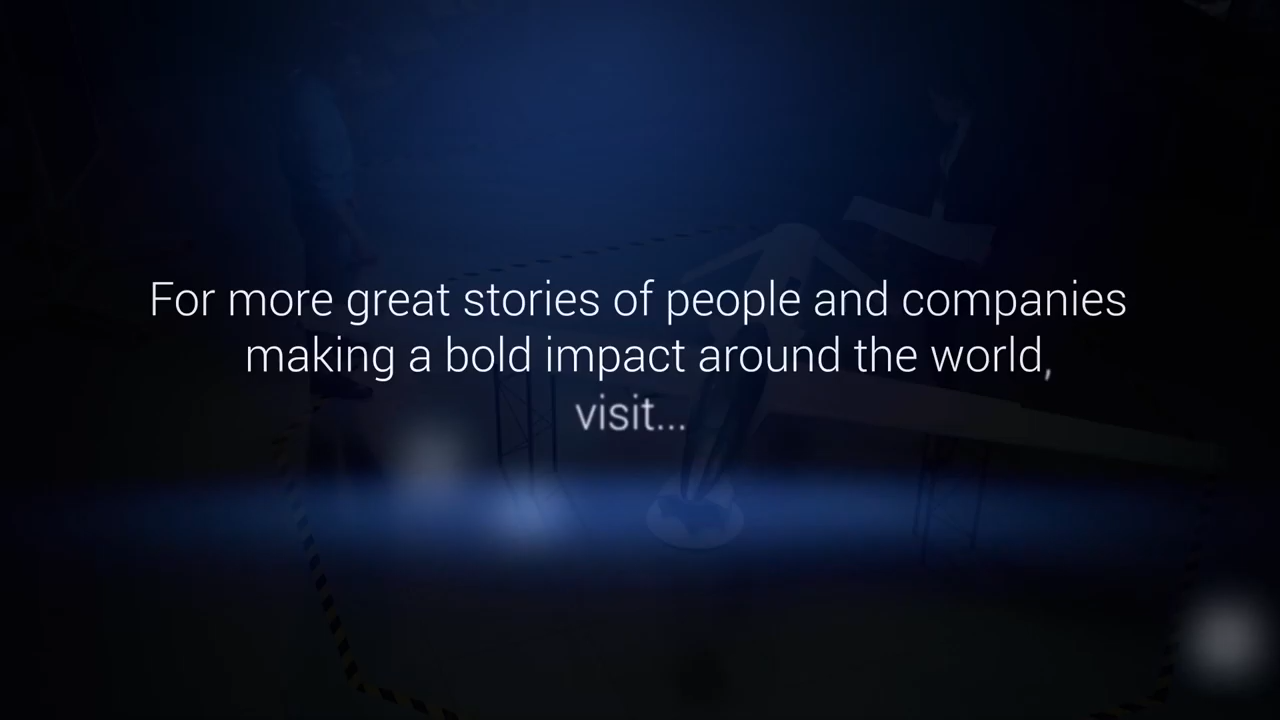 For more great stories of people and companies
making a bold impact around the world,
visit...